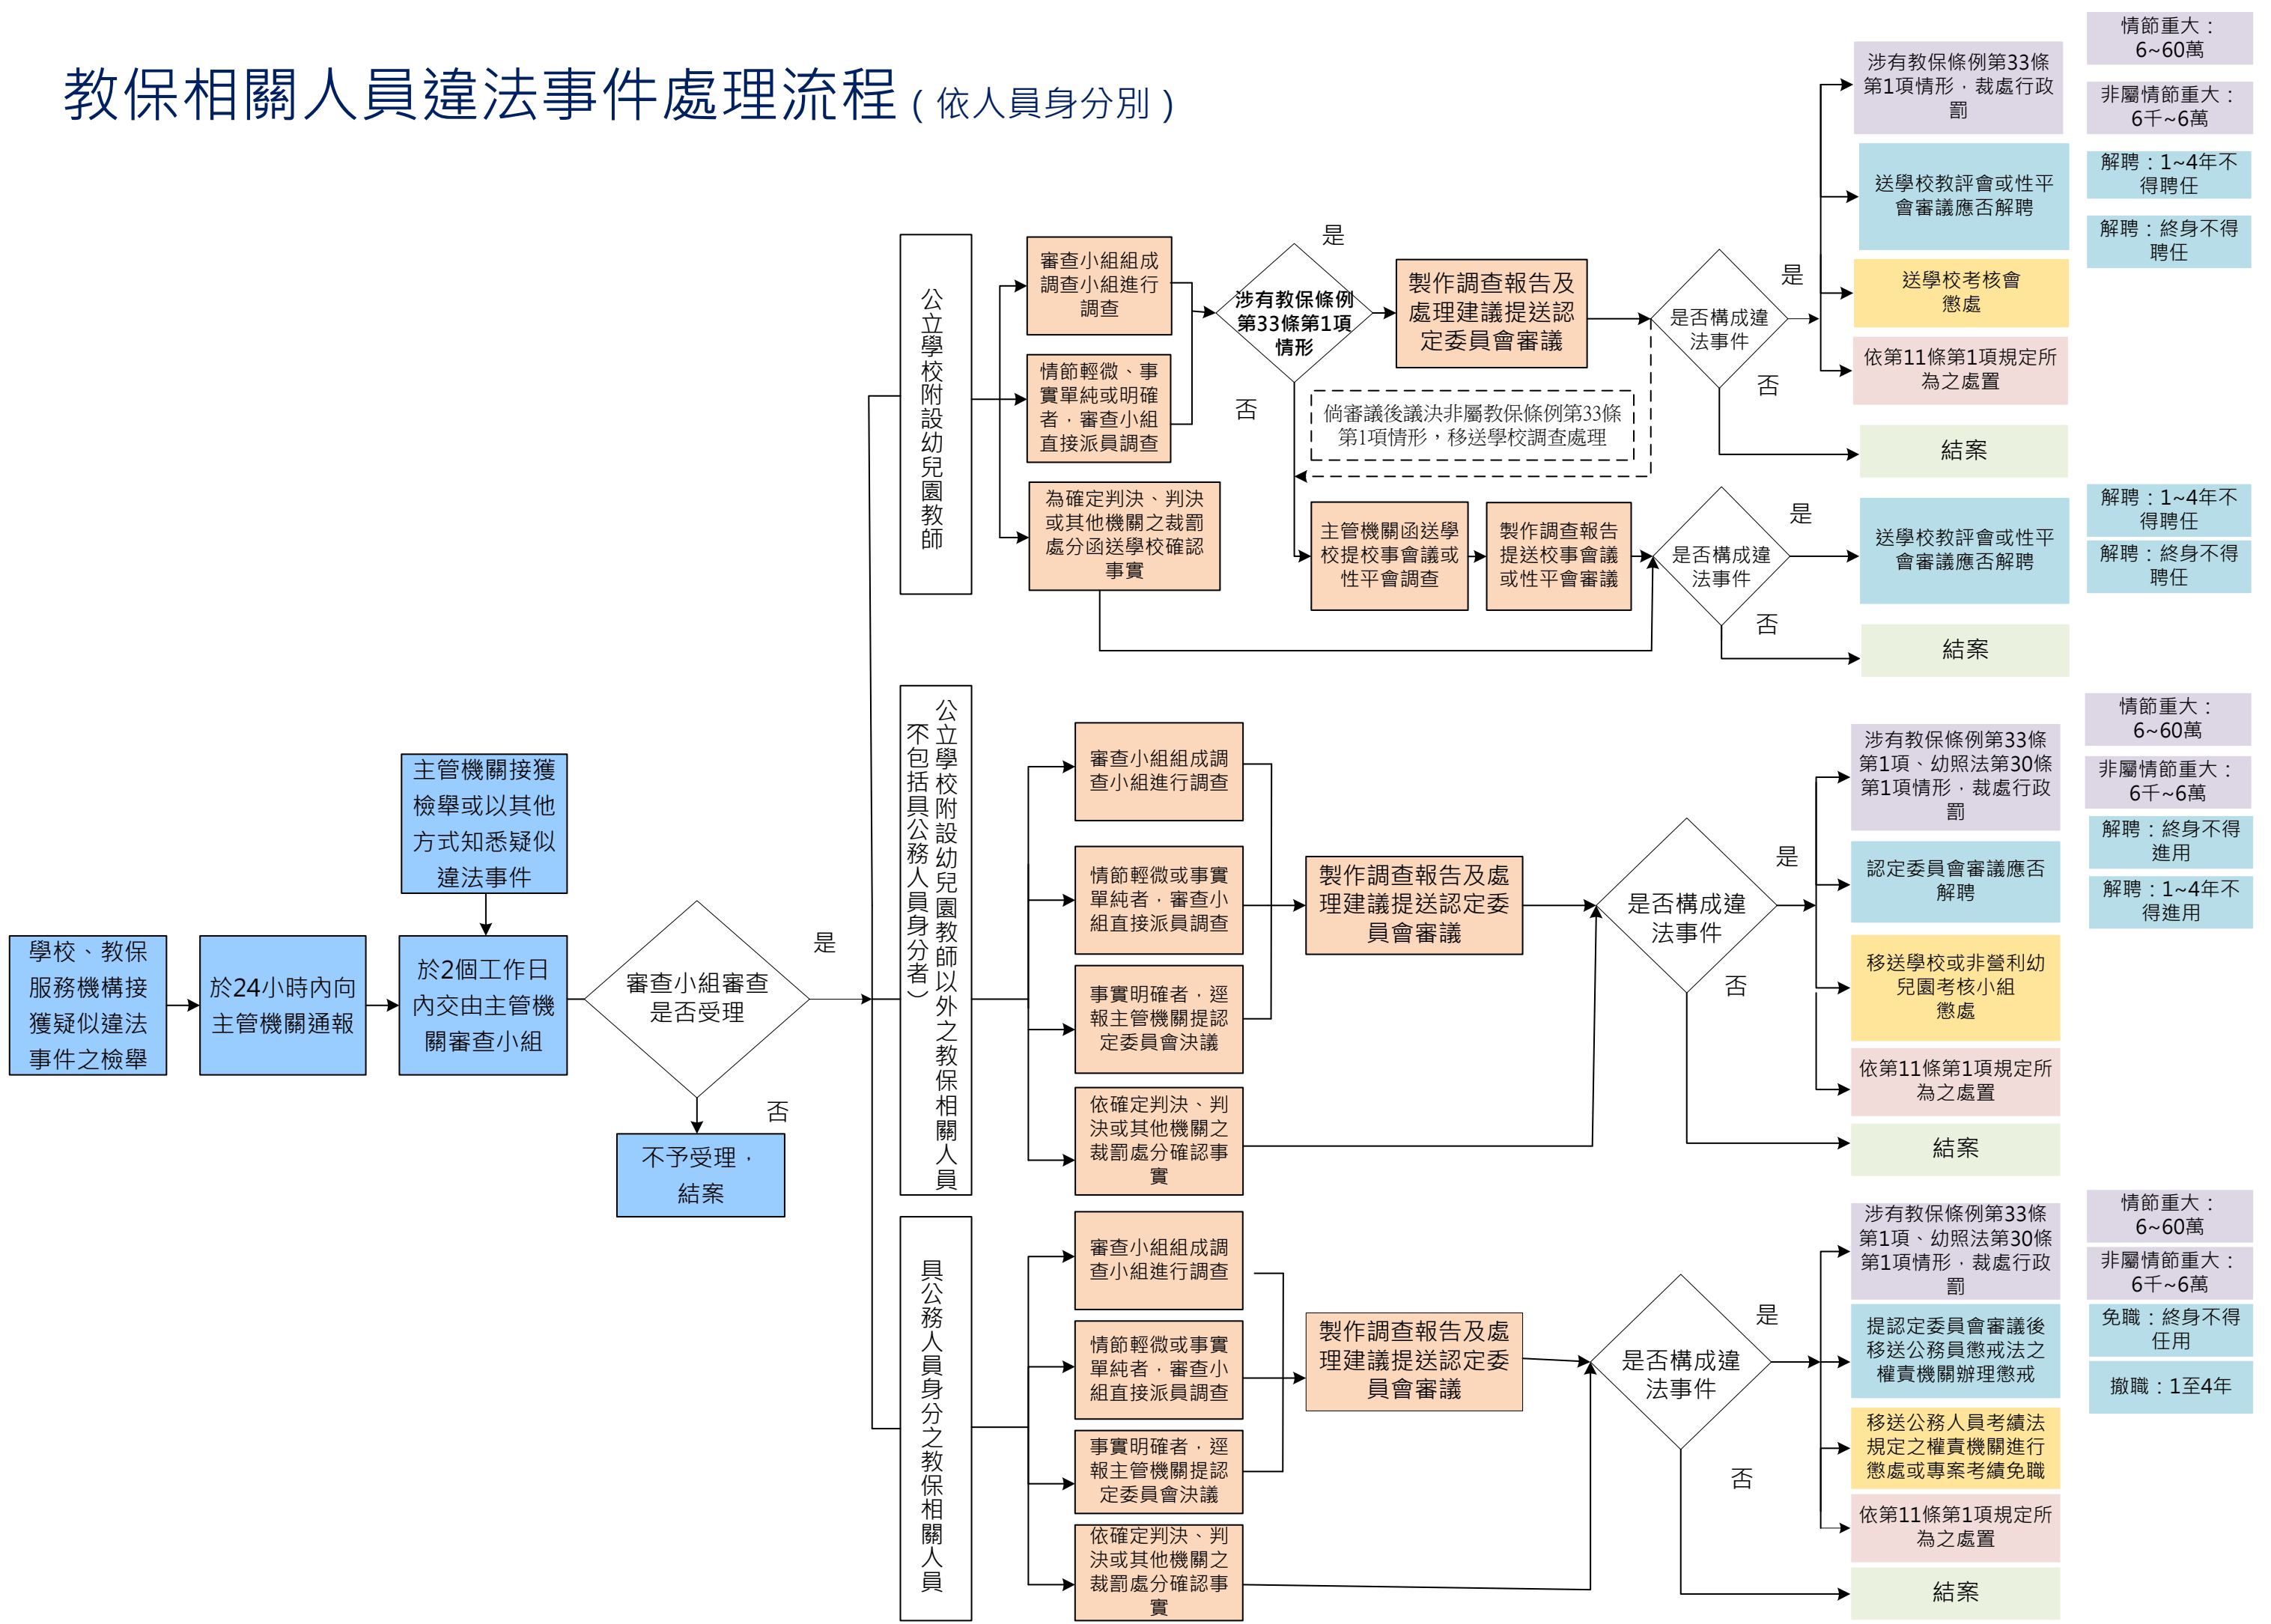 教保相關人員違法事件處理流程（依人員身分別）
學校、教保
服務機構接
獲疑似違法
事件之檢舉
於24小時內向
主管機關通報
主管機關接獲
檢舉或以其他
方式知悉疑似
違法事件
於2個工作日
內交由主管機
關審查小組
審查小組審查
是否受理
是
否
不予受理，
結案
公立學校附設幼兒園教師
審查小組組成
調查小組進行
調查
情節輕微、事
實單純或明確
者，審查小組
直接派員調查
為確定判決、判決
或其他機關之裁罰
處分函送學校確認
事實
涉有教保條例
第33條第1項
情形
是
否
製作調查報告及
處理建議提送認
定委員會審議
倘審議後議決非屬教保條例第33條
第1項情形，移送學校調查處理
是否構成違
法事件
是
否
涉有教保條例第33條
第1項情形，裁處行政
罰
情節重大：
6~60萬
非屬情節重大：
6千~6萬
送學校教評會或性平
會審議應否解聘
解聘：1~4年不
得聘任
解聘：終身不得
聘任
送學校考核會
懲處
依第11條第1項規定所
為之處置
結案
主管機關函送學
校提校事會議或
性平會調查
製作調查報告
提送校事會議
或性平會審議
是否構成違
法事件
是
否
送學校教評會或性平
會審議應否解聘
解聘：1~4年不
得聘任
解聘：終身不得
聘任
結案
公立學校附設幼兒園教師以外之教保相關人員
（不包括具公務人員身分者）
審查小組組成調
查小組進行調查
情節輕微或事實
單純者，審查小
組直接派員調查
事實明確者，逕
報主管機關提認
定委員會決議
依確定判決、判
決或其他機關之
裁罰處分確認事
實
製作調查報告及處
理建議提送認定委
員會審議
是否構成違
法事件
是
否
涉有教保條例第33條
第1項、幼照法第30條
第1項情形，裁處行政
罰
情節重大：
6~60萬
非屬情節重大：
6千~6萬
認定委員會審議應否
解聘
解聘：終身不得
進用
解聘：1~4年不
得進用
移送學校或非營利幼
兒園考核小組
懲處
依第11條第1項規定所
為之處置
結案
具公務人員身分之教保相關人員
審查小組組成調
查小組進行調查
情節輕微或事實
單純者，審查小
組直接派員調查
事實明確者，逕
報主管機關提認
定委員會決議
依確定判決、判
決或其他機關之
裁罰處分確認事
實
製作調查報告及處
理建議提送認定委
員會審議
是否構成違
法事件
是
否
涉有教保條例第33條
第1項、幼照法第30條
第1項情形，裁處行政
罰
情節重大：
6~60萬
非屬情節重大：
6千~6萬
提認定委員會審議後
移送公務員懲戒法之
權責機關辦理懲戒
免職：終身不得
任用
撤職：1至4年
移送公務人員考績法
規定之權責機關進行
懲處或專案考績免職
依第11條第1項規定所
為之處置
結案